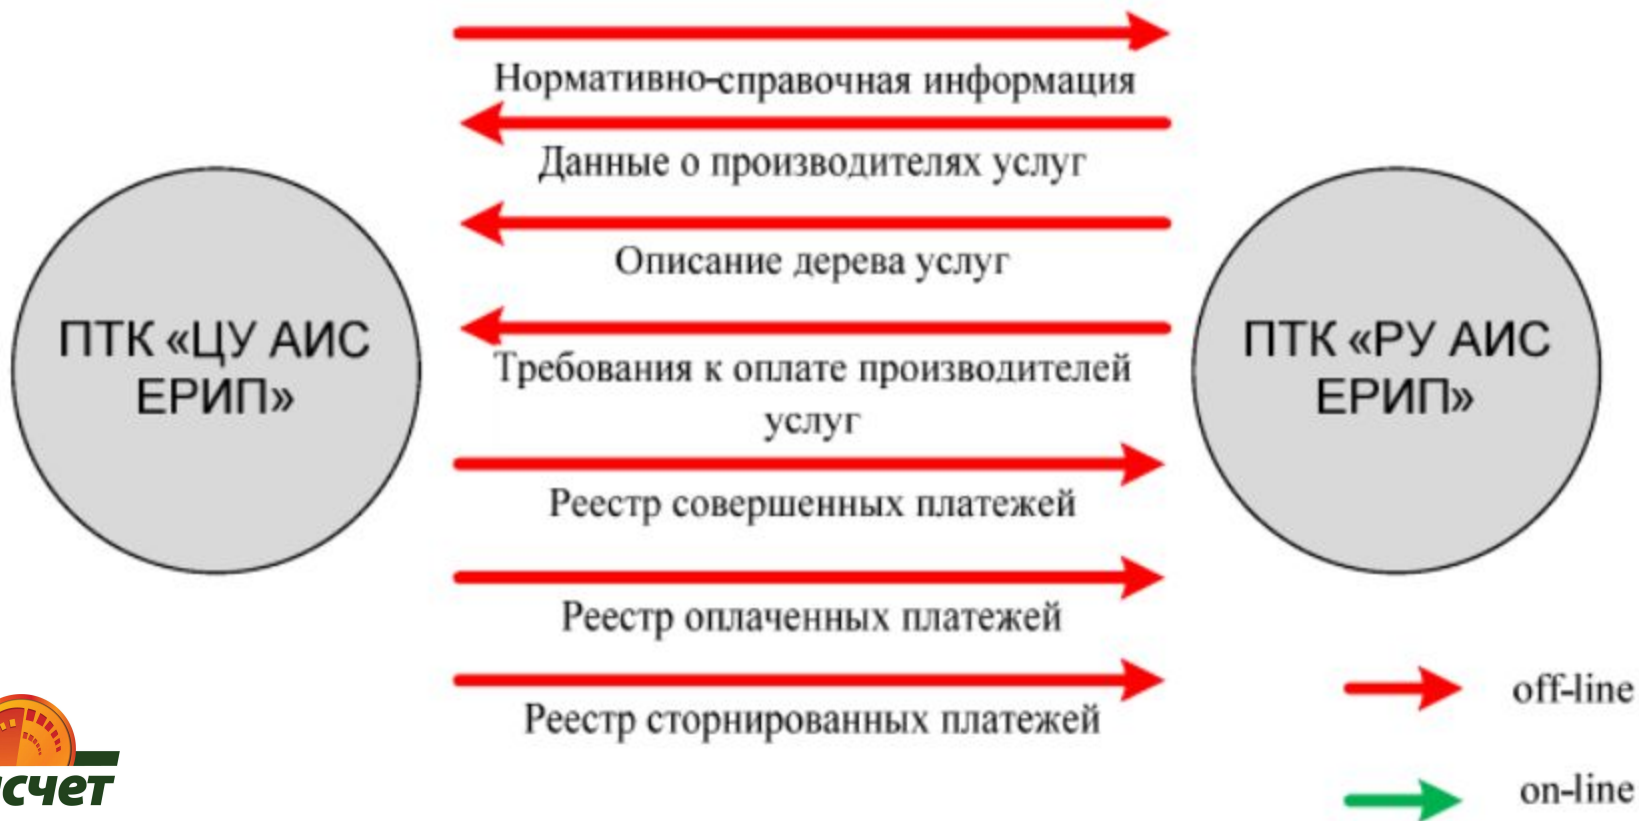 Нормативно-справочная информация
Данные о производителях услуг
Описание дерева услуг
ПТК «ЦУ АИС
ЕРИП»
Требования к оплате производителей
услуг
ПТК «РУ АИС
ЕРИП»
Реестр совершенных платежей
Реестр оплаченных платежей
Реестр сторнированных платежей
off-line
on-line
счет